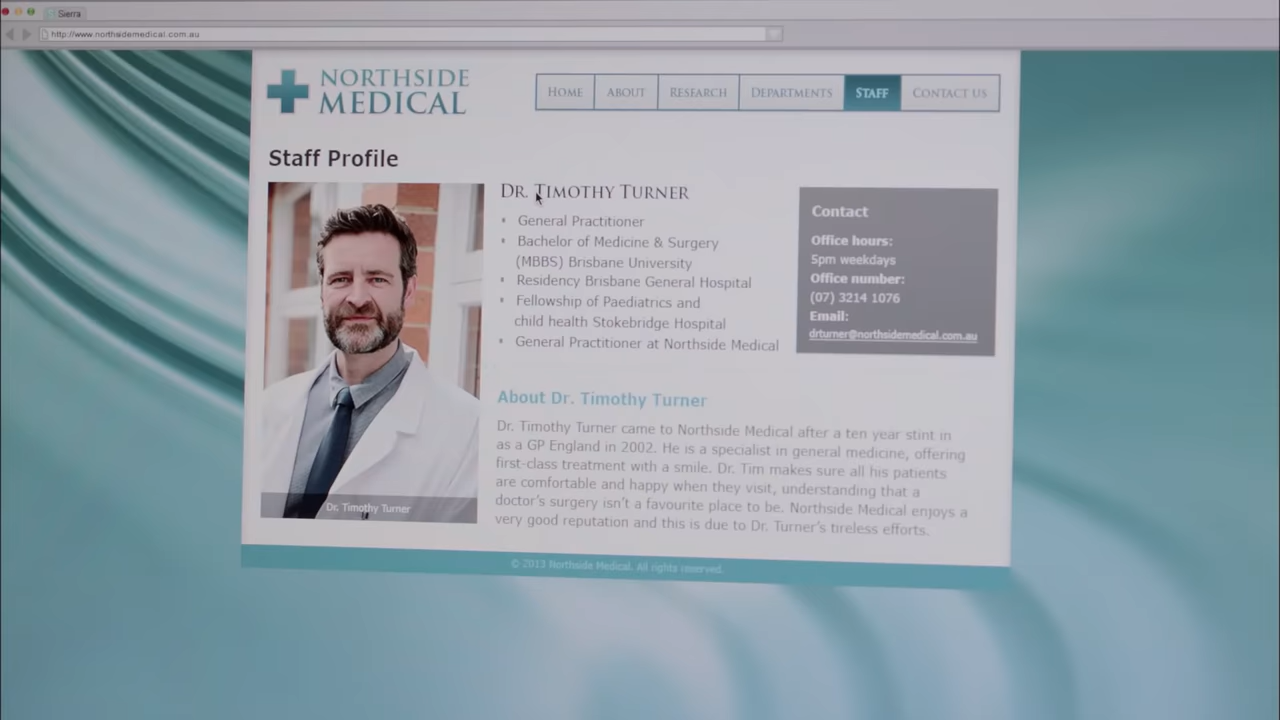 Sierra
http://www.northsidemedical.com.au
NORTHSIDE
MEDICAL
HOME
ABOUT
RESEARCH
DEPARTMENTS
STAFF
CONTACT US
Staff Profile
DR. TIMOTHY TURNER
General Practitioner
Bachelor of Medicine & Surgery
(MBBS) Brisbane University
Residency Brisbane General Hospital
Fellowship of Paediatrics and
child health Stokebridge Hospital
General Practitioner at Northside Medical
Contact
Office hours:
5pm weekdays
Office number:
(07) 3214 1076
Email:
drturner@northsidemedical.com.au
Dr. Timothy Turner
About Dr. Timothy Turner
Dr. Timothy Turner came to Northside Medical after a ten year stint in
as a GP England in 2002. He is a specialist in general medicine, offering
first-class treatment with a smile. Dr. Tim makes sure all his patients
are comfortable and happy when they visit, understanding that a
doctor's surgery isn't a favourite place to be. Northside Medical enjoys a
very good reputation and this is due to Dr. Turner's tireless efforts.
© 2013 Northside Medical. All rights reserved.